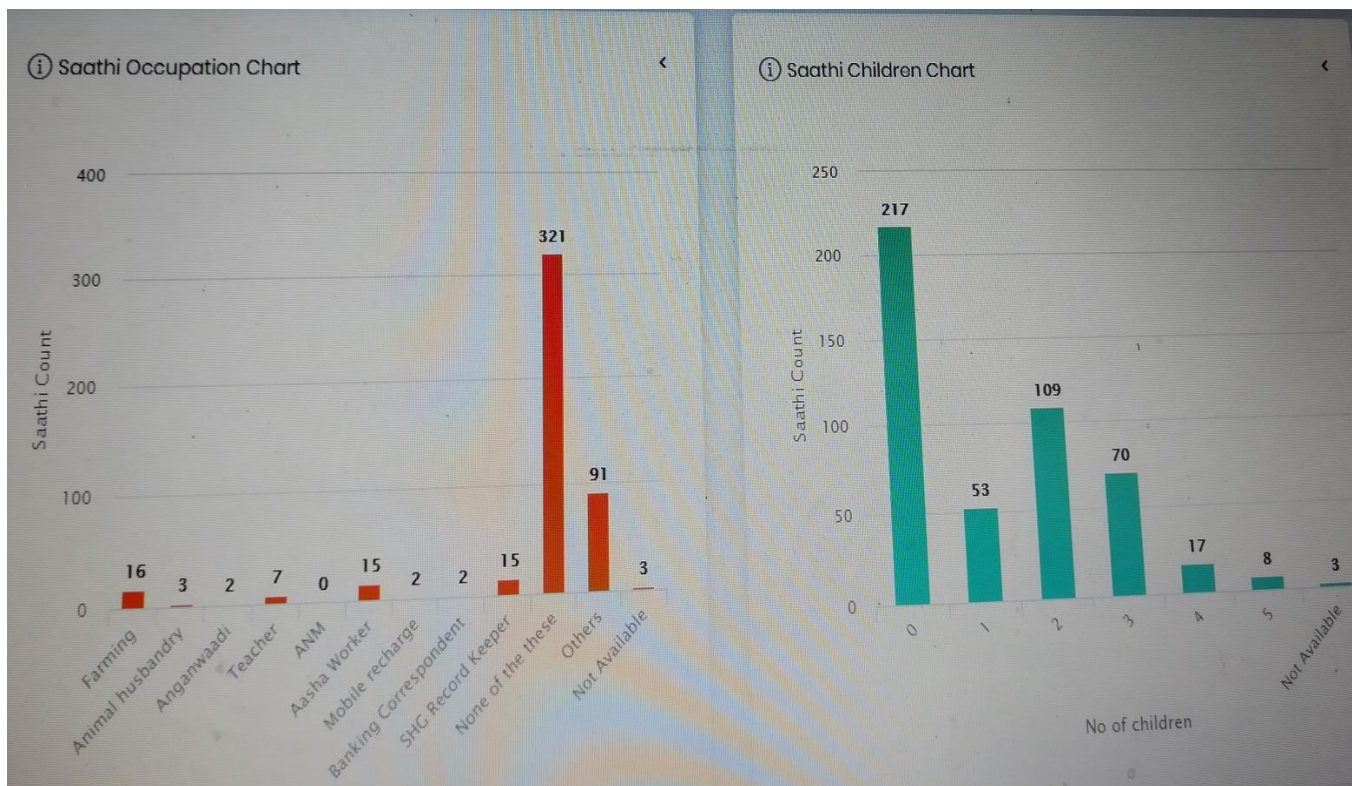 Saathi Occupation Chart
400
300
200
100
0
Saathi Count
16
3
2
7
0
15
2
2
15
321
91
3
Farming
Animal husbandry
Anganwaadi
Teacher
ANM
Aasha Worker
Mobile recharge
Banking Correspondent
SHG Record Keeper
None of the these
Others
Not Available
Saathi Children Chart
250
200
150
100
50
0
Saathi Count
217
53
109
70
17
8
3
0
1
2
3
4
5
Not Available
No of children